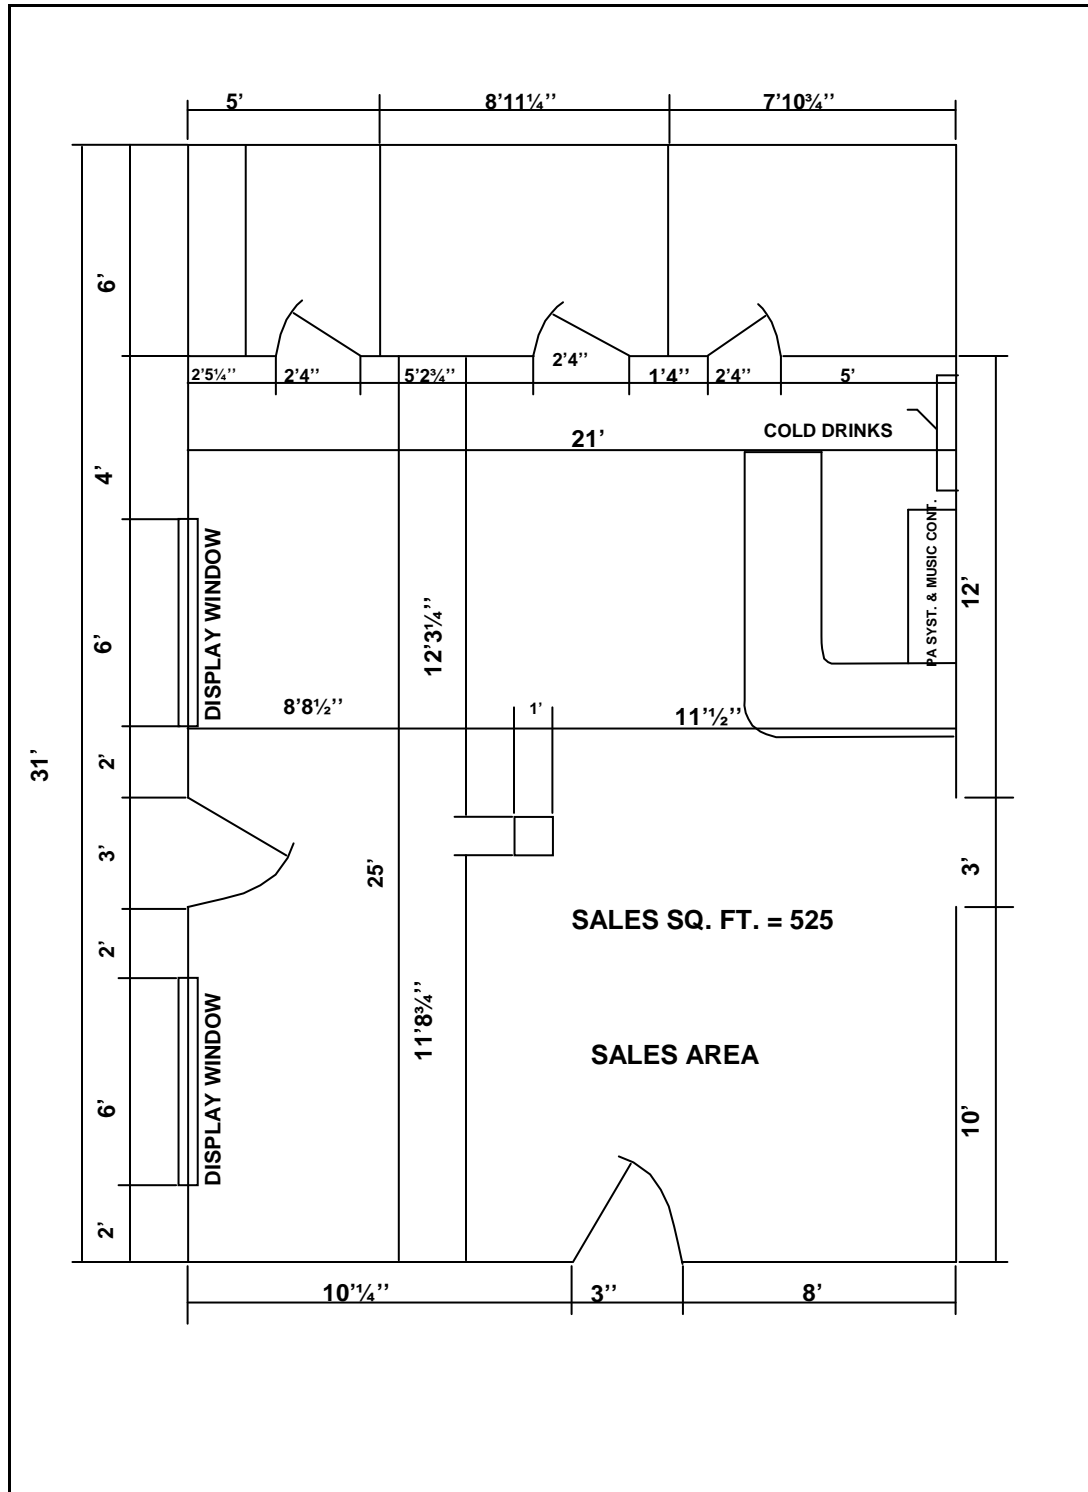 5’ 8’11¼’’ 7’10¾’’
6’
2’5¼’’ 2’4’’ 5’2¾’’ 2’4’’ 1’4’’ 2’4’’ 5’
COLD DRINKS
21’
4’
PA SYST. & MUSIC CONT.
DISPLAY WINDOW
6’
12’3¼’’
12’
8’8½’’ 1’ 11’½’’
31’
2’
3’
25’
3’
SALES SQ. FT. = 525
2’
11’8¾’’
SALES AREA
DISPLAY WINDOW
6’
10’
2’
10’¼’’ 3’’ 8’